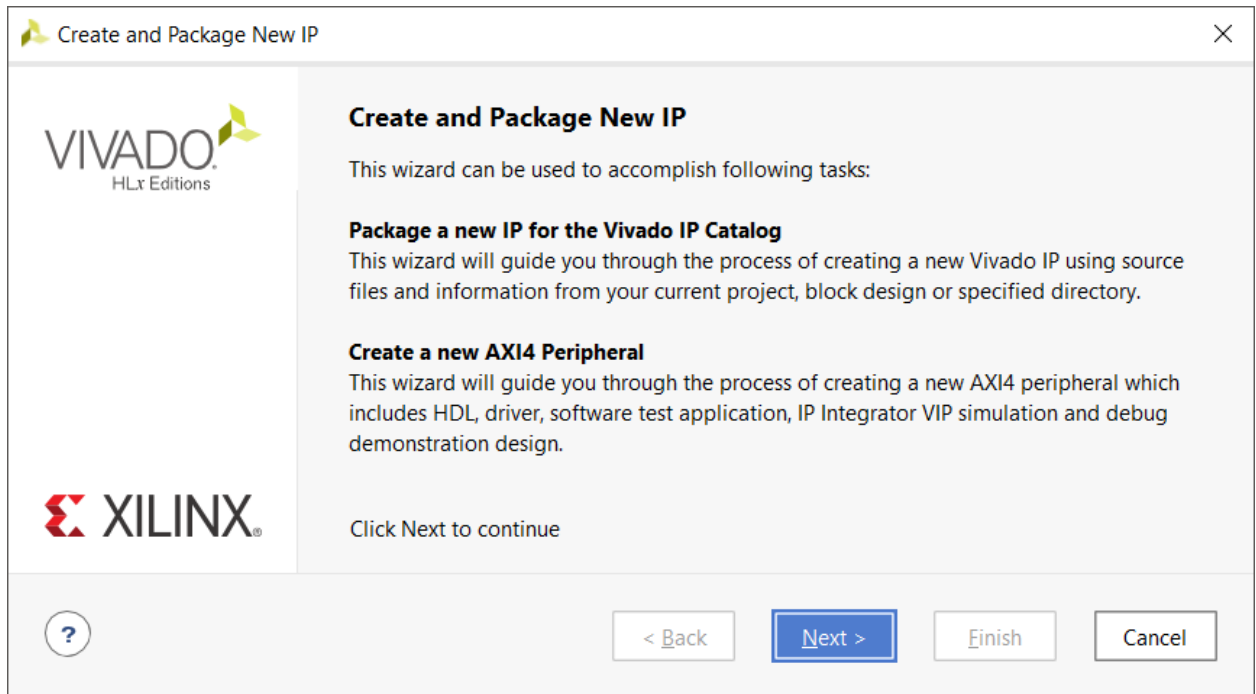 Create and Package New IP
VIVADO.
HLx Editions
Create and Package New IP
This wizard can be used to accomplish following tasks:
Package a new IP for the Vivado IP Catalog
This wizard will guide you through the process of creating a new Vivado IP using source
files and information from your current project, block design or specified directory.
Create a new AXI4 Peripheral
This wizard will guide you through the process of creating a new AXI4 peripheral which
includes HDL, driver, software test application, IP Integrator VIP simulation and debug
demonstration design.
XILINX®
Click Next to continue
?
< Back
Next >
Finish
Cancel